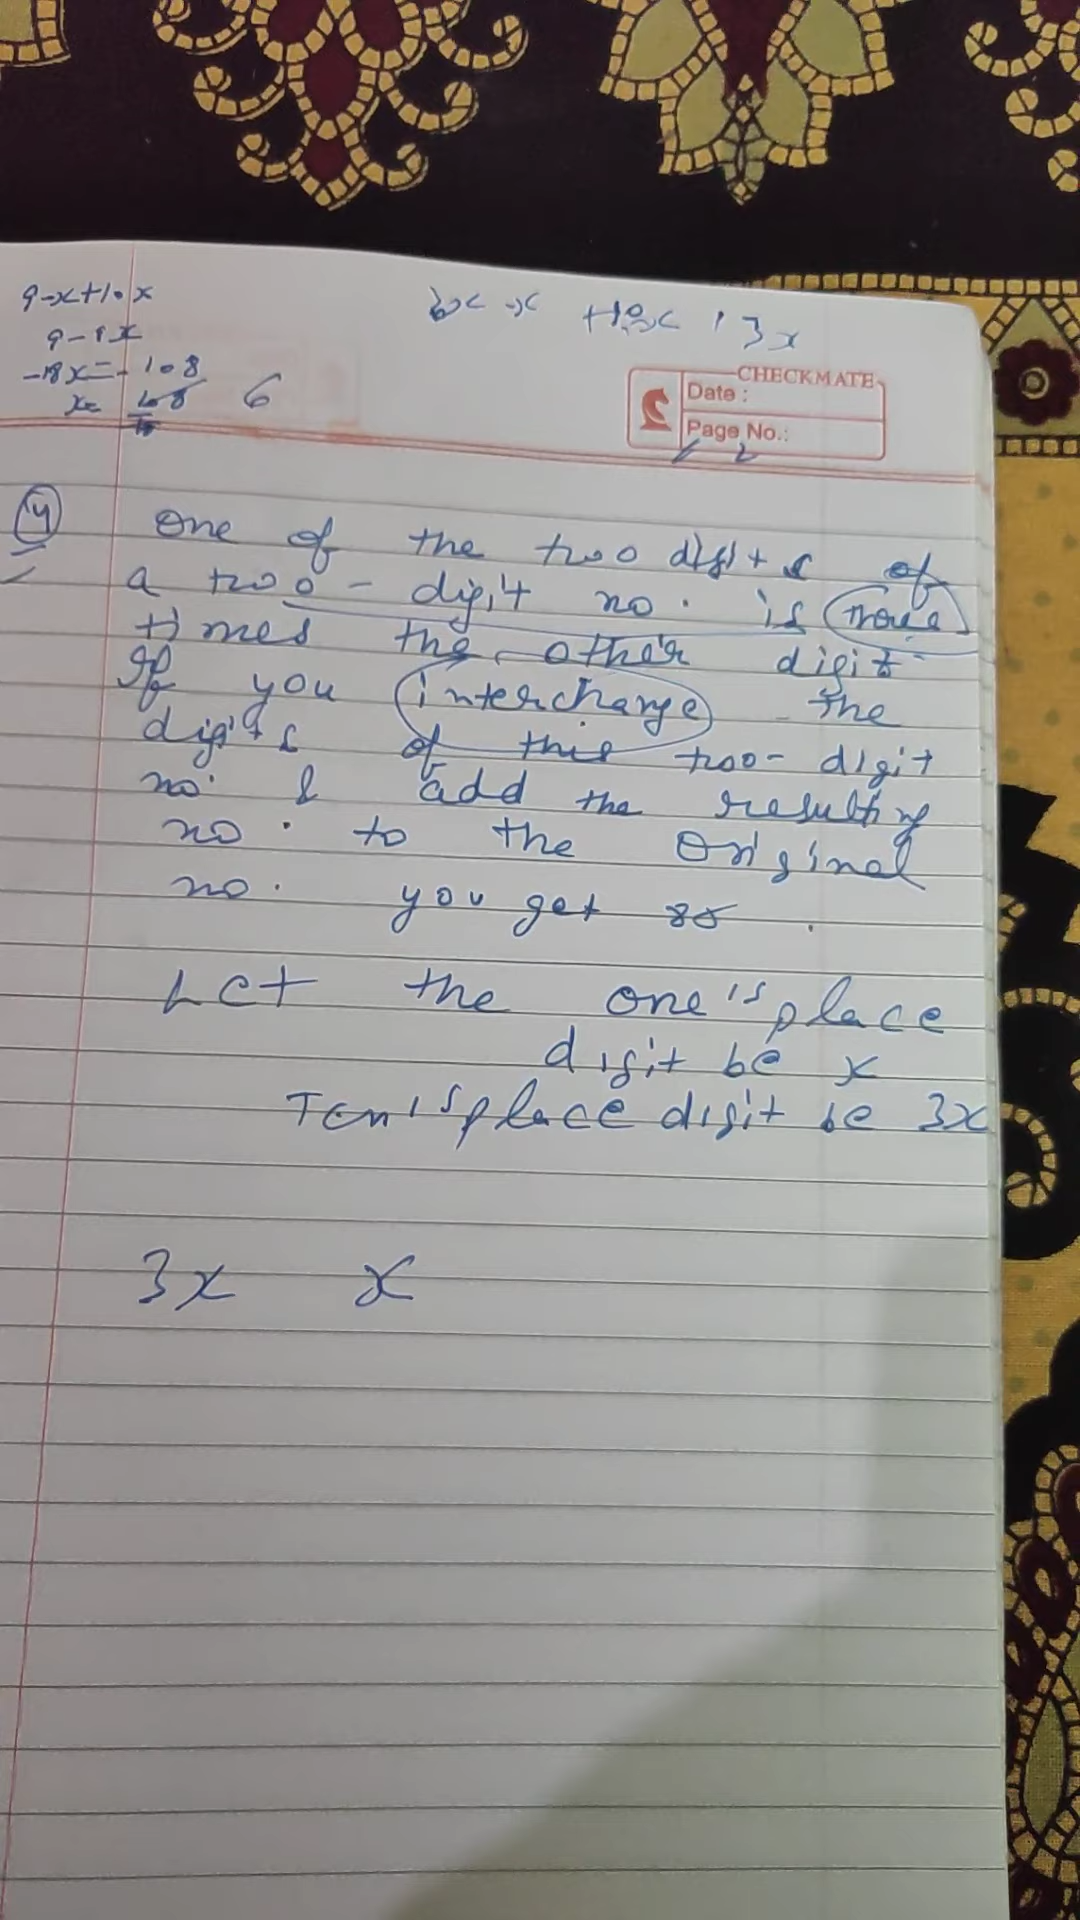 9-x+10x
9-9x
-18x=-108
x= 108 6
+10x 3x
CHECKMATE
Date :
Page No.:
4 One of the two digits of
a two-digit no. is three
times the other digit
If you interchange the
digits of this two-digit
no. & add the resulting
no. to the original
no. you get 88.
Let the one's place
digit be x
Ten's place digit be 3x
3x x